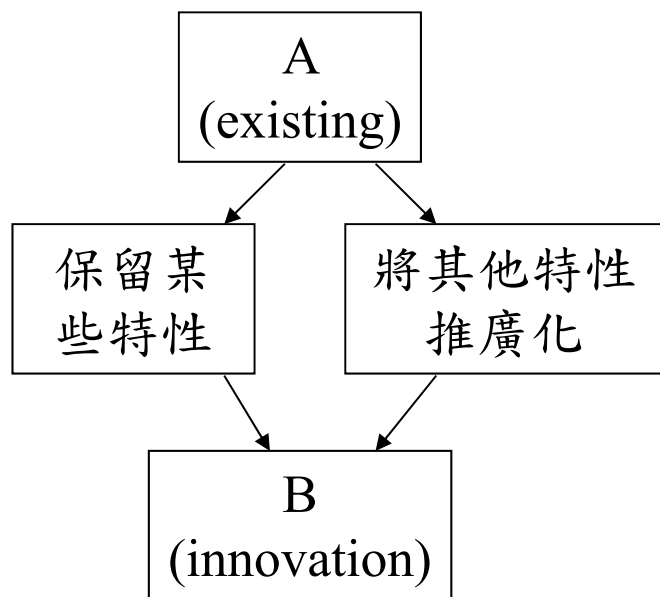 A
(existing)
保留某
些特性
將其他特性
推廣化
B
(innovation)